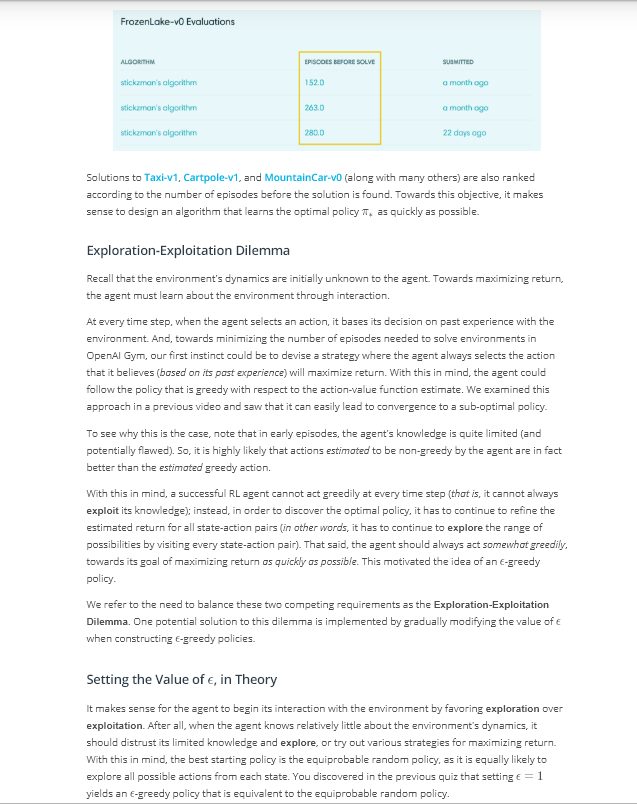 FrozenLake-v0 Evaluations
ALGORITHM EPISODES BEFORE SOLVE SUBMITTED
stickzman's algorithm 152.0 a month ago
stickzman's algorithm 263.0 a month ago
stickzman's algorithm 280.0 22 days ago
Solutions to Taxi-v1, Cartpole-v1, and MountainCar-v0 (along with many others) are also ranked
according to the number of episodes before the solution is found. Towards this objective, it makes
sense to design an algorithm that learns the optimal policy π* as quickly as possible.
Exploration-Exploitation Dilemma
Recall that the environment's dynamics are initially unknown to the agent. Towards maximizing return,
the agent must learn about the environment through interaction.
At every time step, when the agent selects an action, it bases its decision on past experience with the
environment. And, towards minimizing the number of episodes needed to solve environments in
OpenAI Gym, our first instinct could be to devise a strategy where the agent always selects the action
that it believes (based on its past experience) will maximize return. With this in mind, the agent could
follow the policy that is greedy with respect to the action-value function estimate. We examined this
approach in a previous video and saw that it can easily lead to convergence to a sub-optimal policy.
To see why this is the case, note that in early episodes, the agent's knowledge is quite limited (and
potentially flawed). So, it is highly likely that actions estimated to be non-greedy by the agent are in fact
better than the estimated greedy action.
With this in mind, a successful RL agent cannot act greedily at every time step (that is, it cannot always
exploit its knowledge); instead, in order to discover the optimal policy, it has to continue to refine the
estimated return for all state-action pairs (in other words, it has to continue to explore the range of
possibilities by visiting every state-action pair). That said, the agent should always act somewhat greedily,
towards its goal of maximizing return as quickly as possible. This motivated the idea of an ϵ-greedy
policy.
We refer to the need to balance these two competing requirements as the Exploration-Exploitation
Dilemma. One potential solution to this dilemma is implemented by gradually modifying the value of ϵ
when constructing ϵ-greedy policies.
Setting the Value of ϵ, in Theory
It makes sense for the agent to begin its interaction with the environment by favoring exploration over
exploitation. After all, when the agent knows relatively little about the environment's dynamics, it
should distrust its limited knowledge and explore, or try out various strategies for maximizing return.
With this in mind, the best starting policy is the equiprobable random policy, as it is equally likely to
explore all possible actions from each state. You discovered in the previous quiz that setting ϵ = 1
yields an ϵ-greedy policy that is equivalent to the equiprobable random policy.